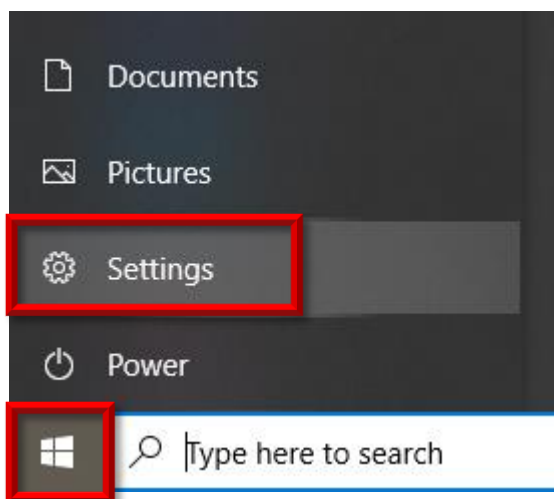 Documents
Pictures
Settings
Power
Type here to search